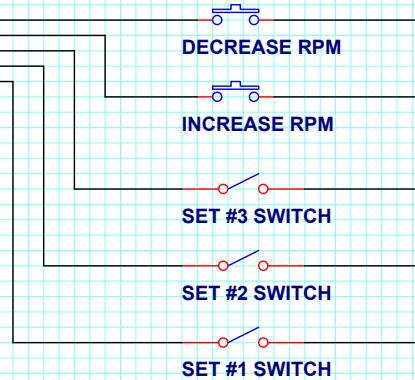 DECREASE RPM
INCREASE RPM
SET #3 SWITCH
SET #2 SWITCH
SET #1 SWITCH